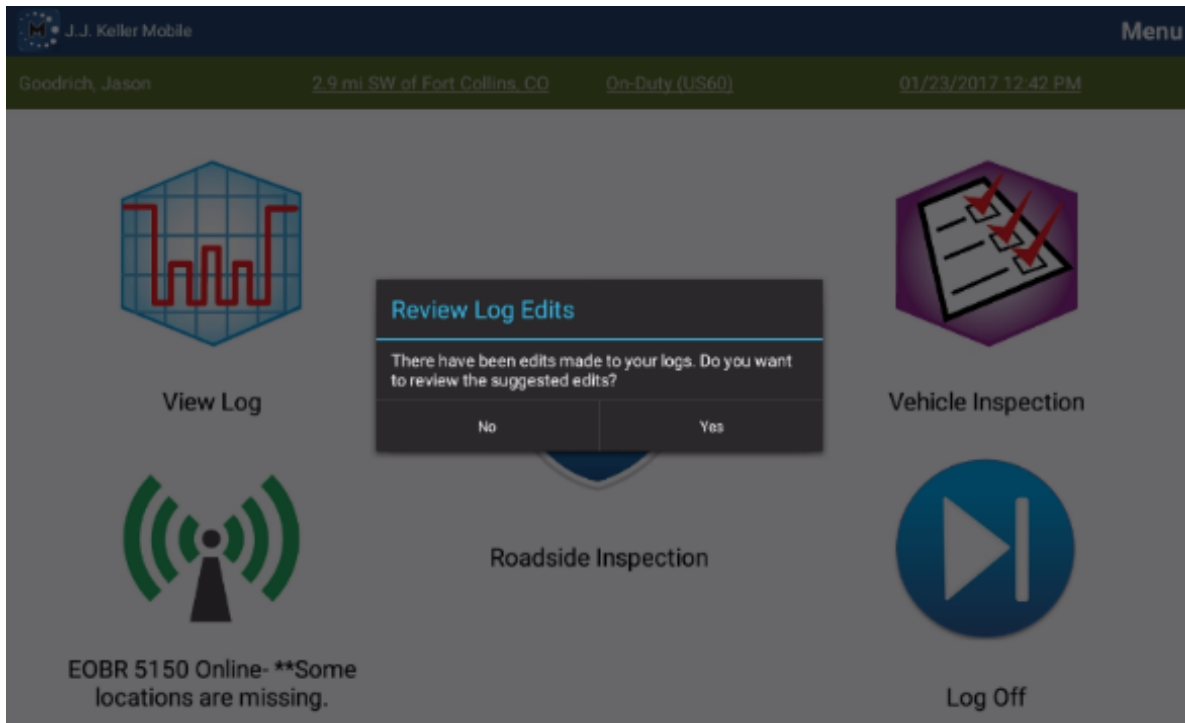 J.J. Keller Mobile
Menu
Goodrich, Jason
2.9 mi SW of Fort Collins, CO
On-Duty (US60)
01/23/2017 12:42 PM
View Log
Vehicle Inspection
Review Log Edits
There have been edits made to your logs. Do you want
to review the suggested edits?
No
Yes
Roadside Inspection
EOBR 5150 Online- **Some
locations are missing.
Log Off